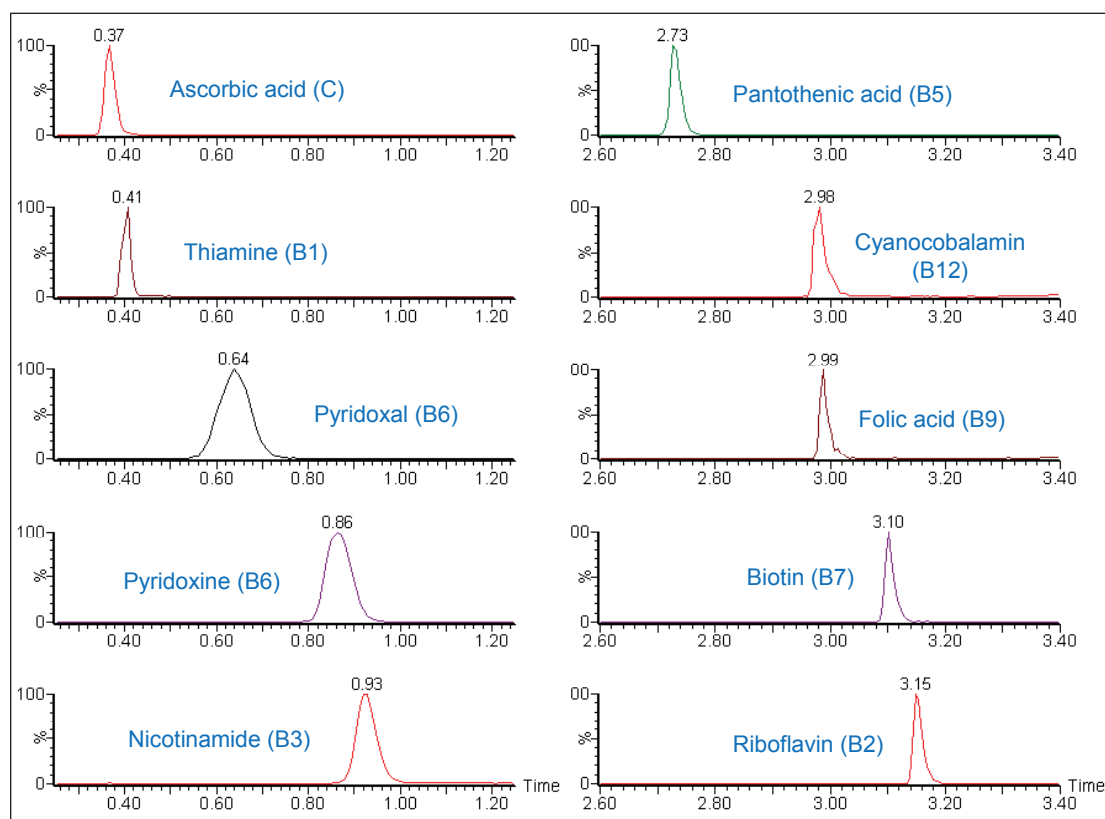 0.37
100
%
0
Ascorbic acid (C)
0.40 0.60 0.80 1.00 1.20
0.41
100
%
0
Thiamine (B1)
0.40 0.60 0.80 1.00 1.20
0.64
100
%
0
Pyridoxal (B6)
0.40 0.60 0.80 1.00 1.20
0.86
100
%
0
Pyridoxine (B6)
0.40 0.60 0.80 1.00 1.20
0.93
100
%
0
Nicotinamide (B3)
Time
0.40 0.60 0.80 1.00 1.20
2.73
00
%
0
Pantothenic acid (B5)
2.60 2.80 3.00 3.20 3.40
2.98
00
%
0
Cyanocobalamin
(B12)
2.60 2.80 3.00 3.20 3.40
2.99
00
%
0
Folic acid (B9)
2.60 2.80 3.00 3.20 3.40
3.10
00
%
0
Biotin (B7)
2.60 2.80 3.00 3.20 3.40
3.15
00
%
0
Riboflavin (B2)
Time
2.60 2.80 3.00 3.20 3.40